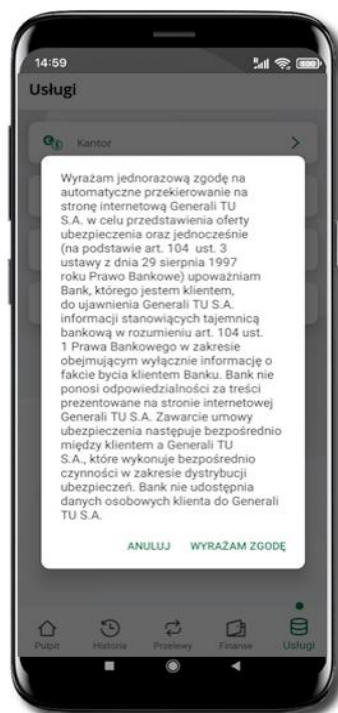 14:59
Usługi
Kantor
Wyrażam jednorazową zgodę na
automatyczne przekierowanie na
stronę internetową Generali TU
S.A. w celu przedstawienia oferty
ubezpieczenia oraz jednocześnie
(na podstawie art. 104 ust. 3
ustawy z dnia 29 sierpnia 1997
roku Prawo Bankowe) upoważniam
Bank, którego jestem klientem,
do ujawnienia Generali TU S.A.
informacji stanowiących tajemnicą
bankową w rozumieniu art. 104 ust.
1 Prawa Bankowego w zakresie
obejmującym wyłącznie informację o
fakcie bycia klientem Banku. Bank nie
ponosi odpowiedzialności za treści
prezentowane na stronie internetowej
Generali TU S.A. Zawarcie umowy
ubezpieczenia następuje bezpośrednio
między klientem a Generali TU
S.A., które wykonuje bezpośrednio
czynności w zakresie dystrybucji
ubezpieczeń. Bank nie udostępnia
danych osobowych klienta do Generali
TU S.A.
ANULUJ WYRAŻAM ZGODĘ
Pulpit Historia Przelewy Finanse Usługi